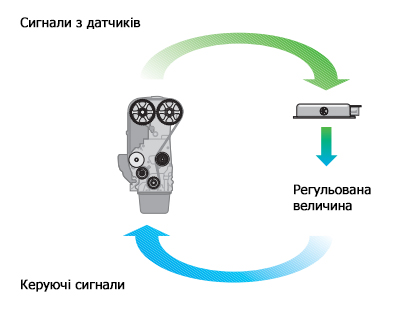 Сигнали з датчиків
Регульована
величина
Керуючі сигнали